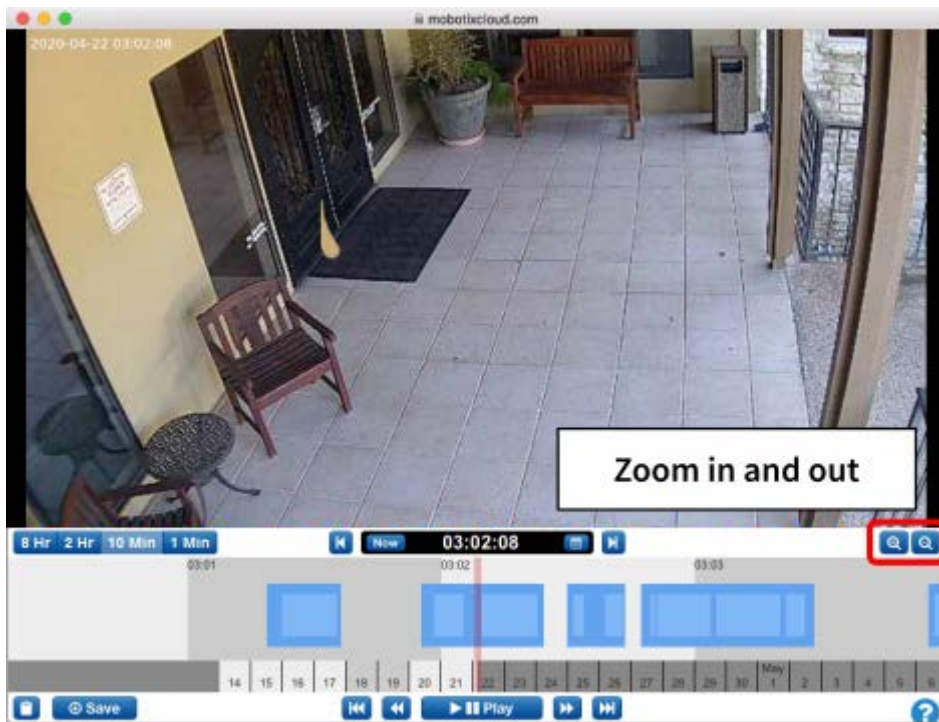 mobotixcloud.com
2020-04-22 03:02:08
Zoom in and out
8 Hr 2 Hr 10 Min 1 Min
Now 03:02:08
03:01 03:02 03:03
May
14 15 16 17 18 19 20 21 22 23 24 25 26 27 28 29 30 1 2 3 4 5 6
Save
Play
?